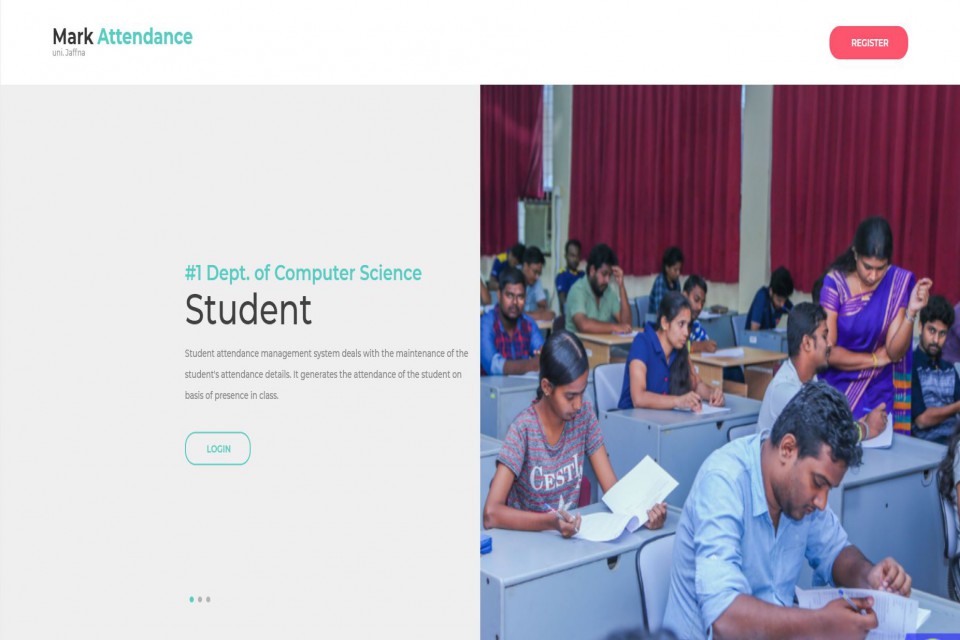 Mark Attendance
uni. Jaffna
REGISTER
#1 Dept. of Computer Science
Student
Student attendance management system deals with the maintenance of the
student's attendance details. It generates the attendance of the student on
basis of presence in class.
LOGIN